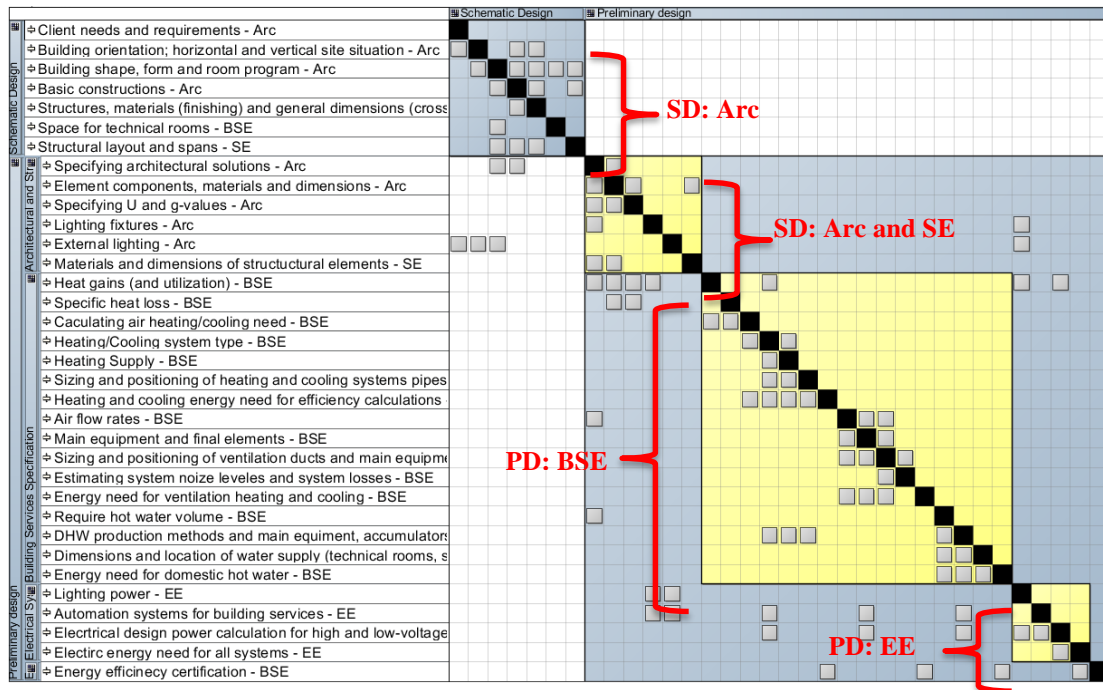 Schematic Design
Preliminary design
Schematic Design
Client needs and requirements - Arc
Building orientation; horizontal and vertical site situation - Arc
Building shape, form and room program - Arc
Basic constructions - Arc
Structures, materials (finishing) and general dimensions (cross
Space for technical rooms - BSE
Structural layout and spans - SE
SD: Arc
Preliminary design
Architectural and Str
Specifying architectural solutions - Arc
Element components, materials and dimensions - Arc
Specifying U and g-values - Arc
Lighting fixtures - Arc
External lighting - Arc
Materials and dimensions of structuctural elements - SE
SD: Arc and SE
Building Services Specification
Heat gains (and utilization) - BSE
Specific heat loss - BSE
Caculating air heating/cooling need - BSE
Heating/Cooling system type - BSE
Heating Supply - BSE
Sizing and positioning of heating and cooling systems pipes
Heating and cooling energy need for efficiency calculations -
Air flow rates - BSE
Main equipment and final elements - BSE
Sizing and positioning of ventilation ducts and main equipme
Estimating system noize leveles and system losses - BSE
Energy need for ventilation heating and cooling - BSE
Require hot water volume - BSE
DHW production methods and main equiment, accumulators
Dimensions and location of water supply (technical rooms, s
Energy need for domestic hot water - BSE
PD: BSE
Electrical Sy
Lighting power - EE
Automation systems for building services - EE
Elecrtrical design power calculation for high and low-voltage
Electirc energy need for all systems - EE
PD: EE
En
Energy efficinecy certification - BSE